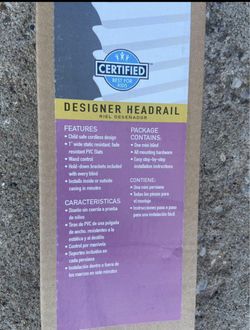 CERTIFIED
BEST FOR
KIDS
DESIGNER HEADRAIL
RIEL DESEÑADOR
FEATURES
• Child safe cordless design
• 1" wide static resistant, fade
resistant PVC Slats
• Wand control
• Hold-down brackets included
with every blind
• Installs inside or outside
casing in minutes
CARACTERISTICAS
• Diseño sin cuerda a prueba
de niños
• Tiras de PVC de una pulgada
de ancho, resistentes a la
estática y al destiño
• Control por manivela
• Soportes incluidos en
cada persiana
• Instalación dentro o fuera de
los marcos en solo minutos
PACKAGE
CONTAINS:
• One mini blind
• All mounting hardware
• Easy step-by-step
installation instructions
CONTIENE:
• Una mini persiana
• Todas las piezas para
el montaje
• Instrucciones paso a paso
para una instalación fácil